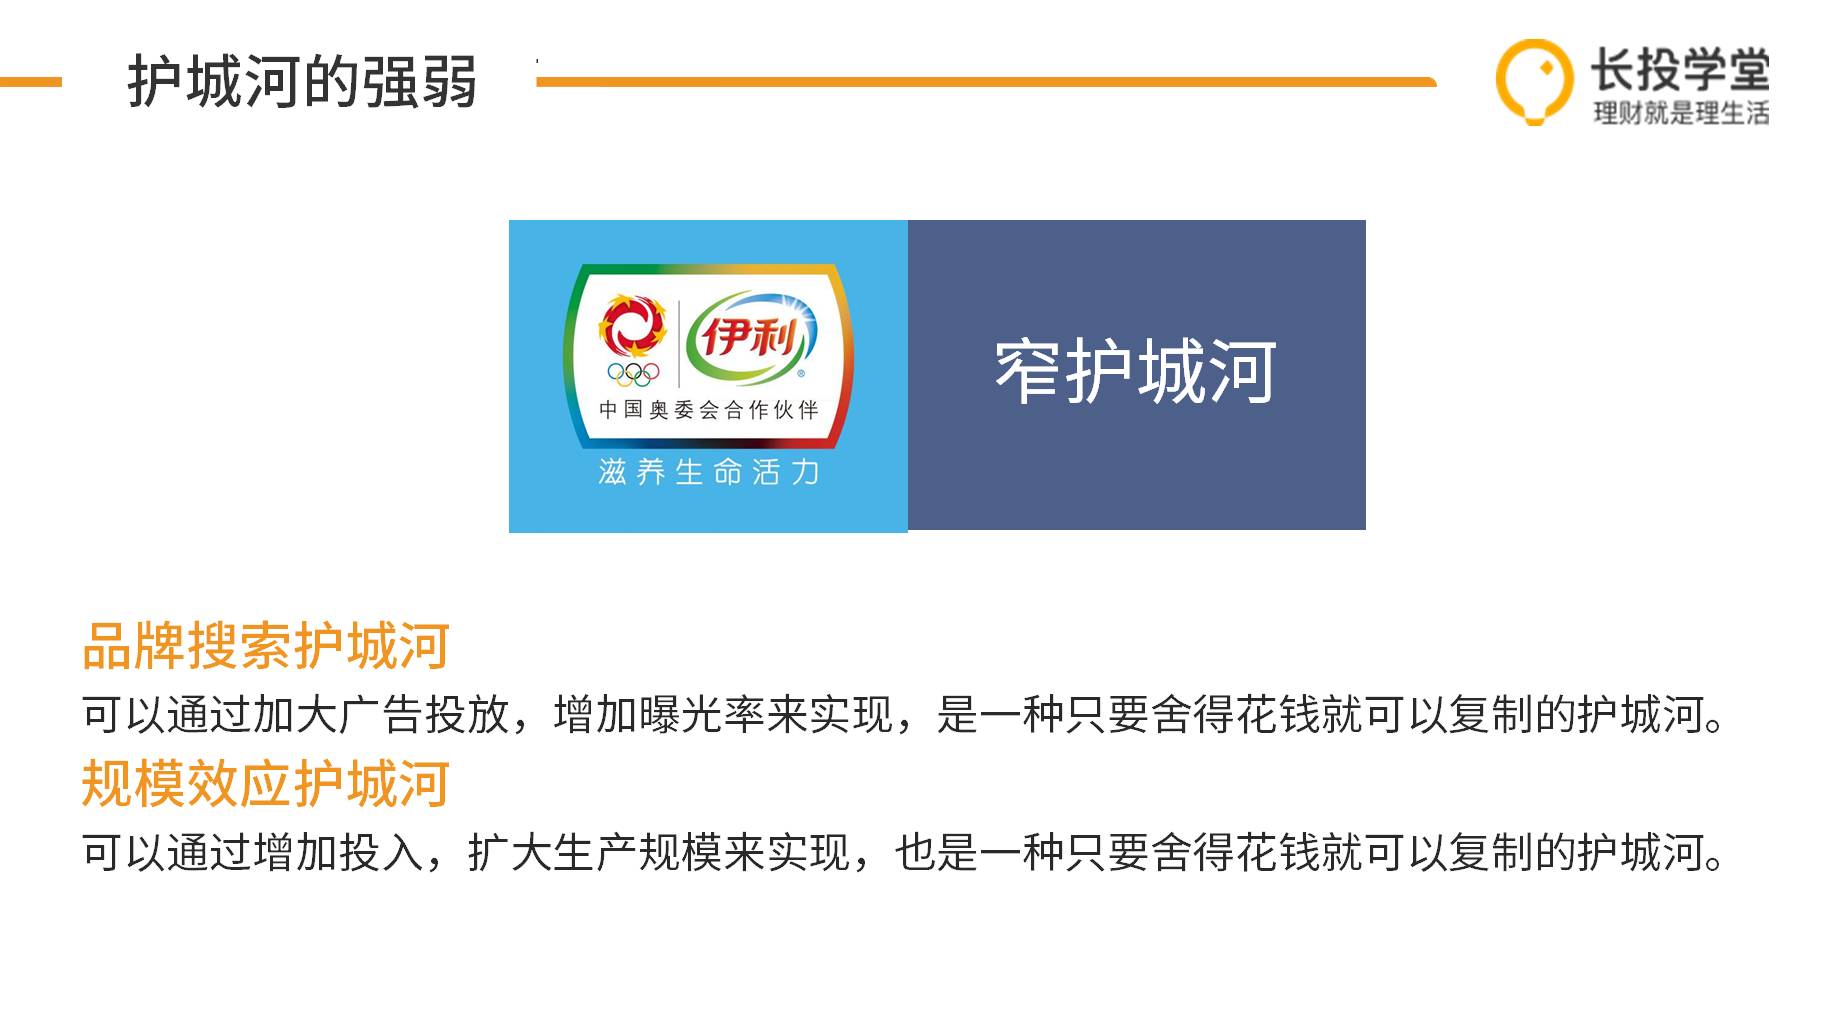 护城河的强弱
长投学堂
理财就是理生活
伊利
®
中国奥委会合作伙伴
滋养生命活力
窄护城河
品牌搜索护城河
可以通过加大广告投放，增加曝光率来实现，是一种只要舍得花钱就可以复制的护城河。
规模效应护城河
可以通过增加投入，扩大生产规模来实现，也是一种只要舍得花钱就可以复制的护城河。